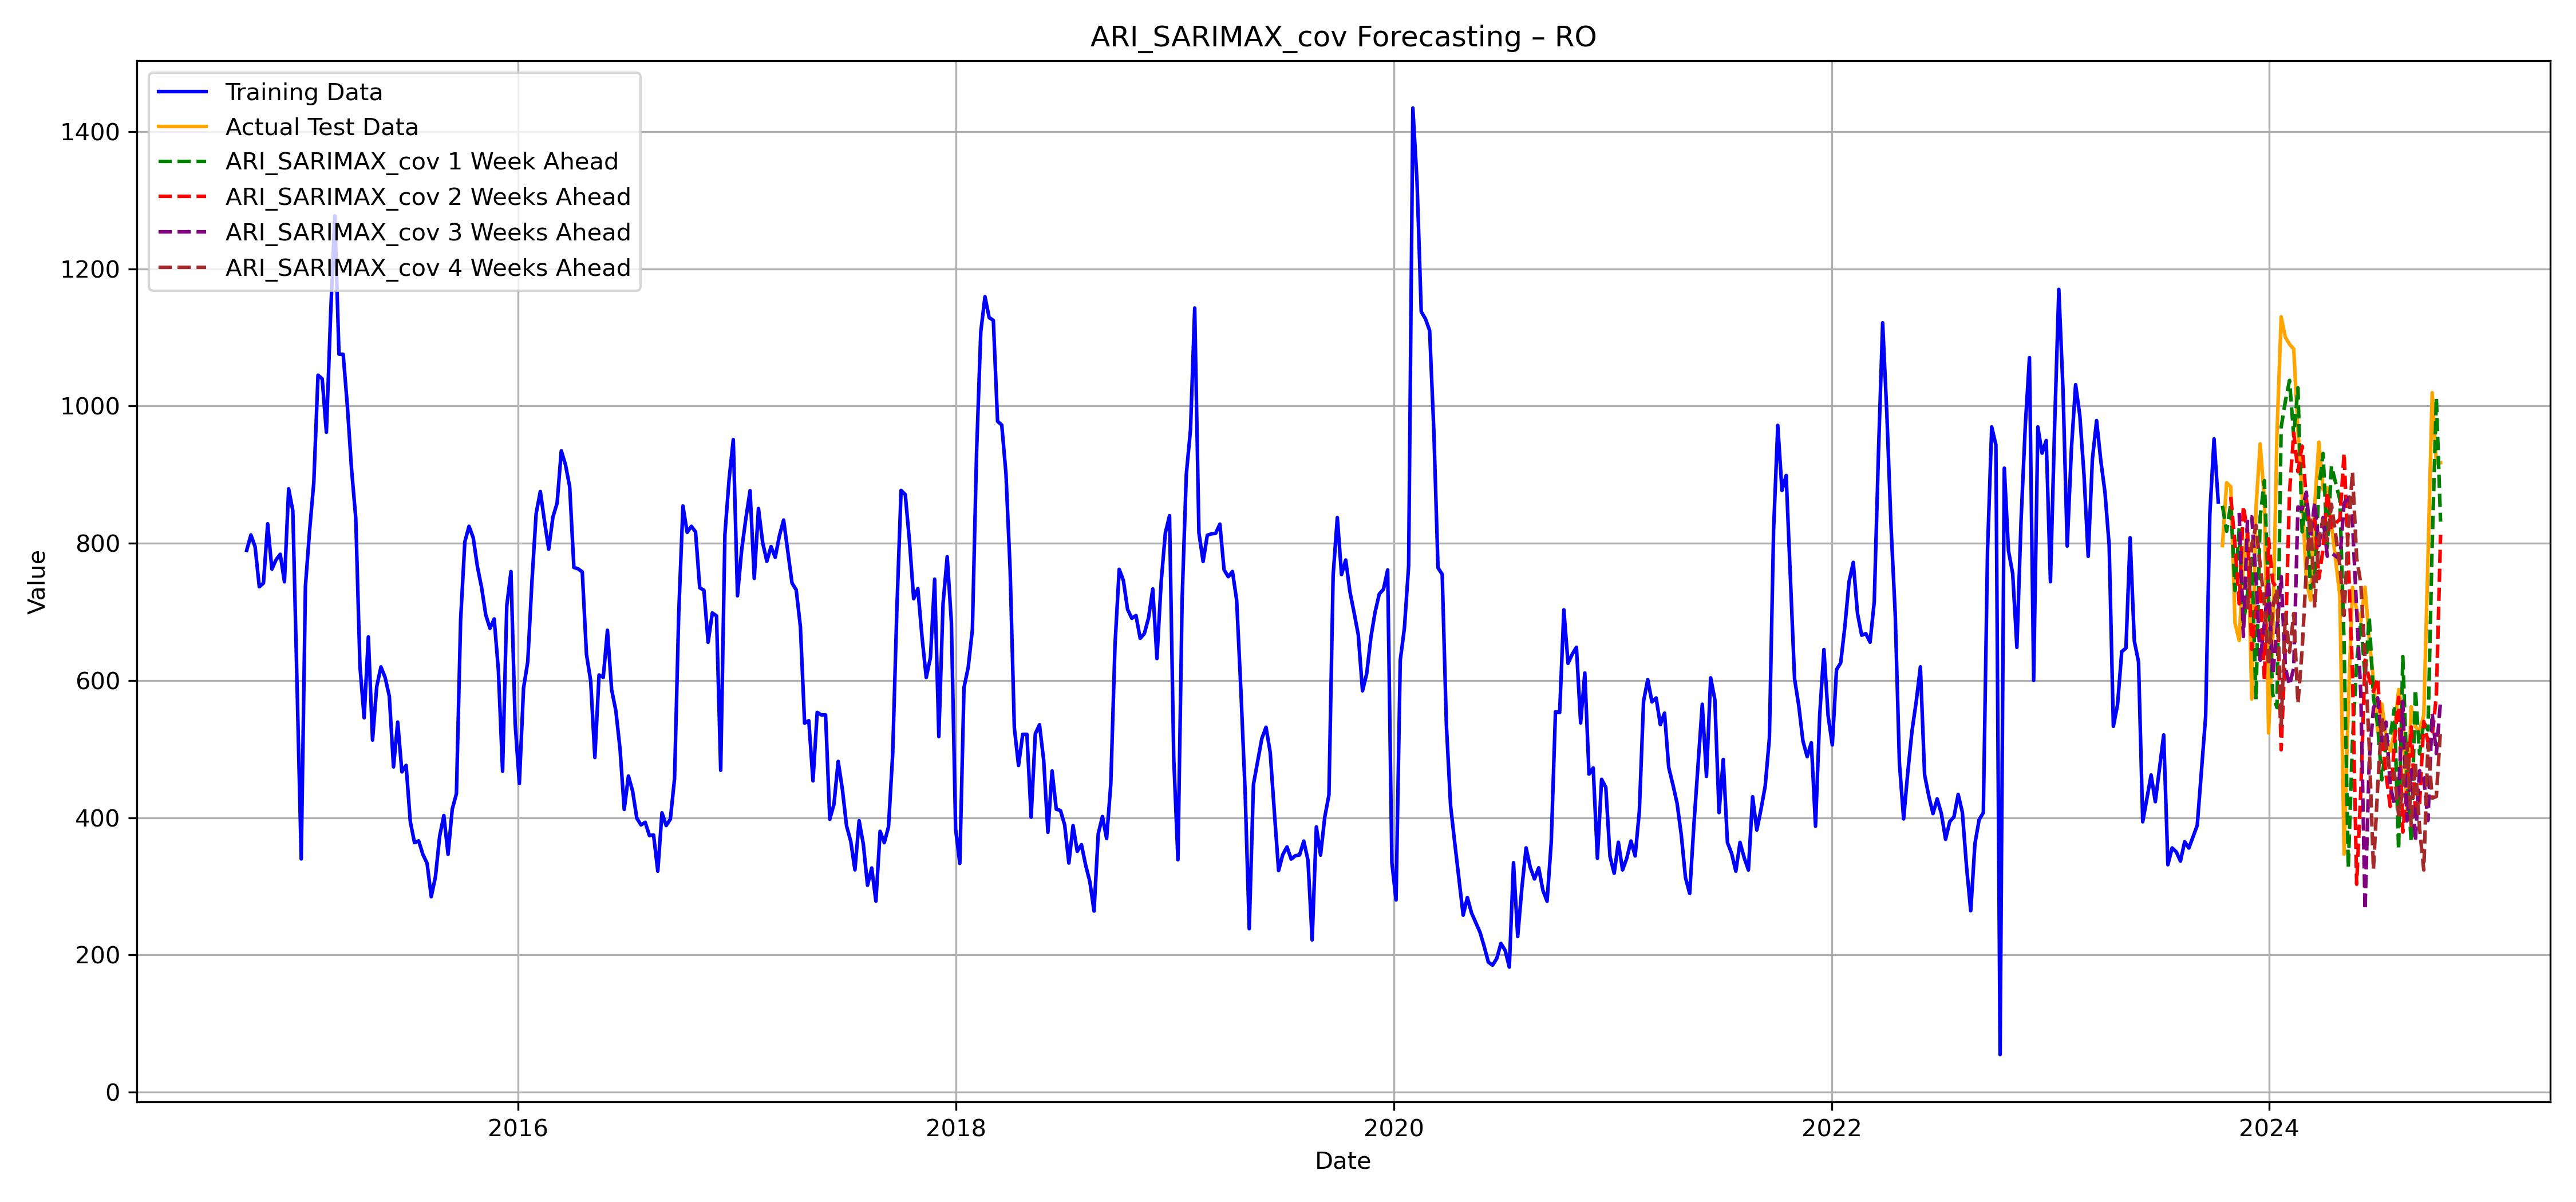 ARI_SARIMAX_cov Forecasting – RO
Training Data
Actual Test Data
ARI_SARIMAX_cov 1 Week Ahead
ARI_SARIMAX_cov 2 Weeks Ahead
ARI_SARIMAX_cov 3 Weeks Ahead
ARI_SARIMAX_cov 4 Weeks Ahead
Value
1400
1200
1000
800
600
400
200
0
2016
2018
2020
2022
2024
Date